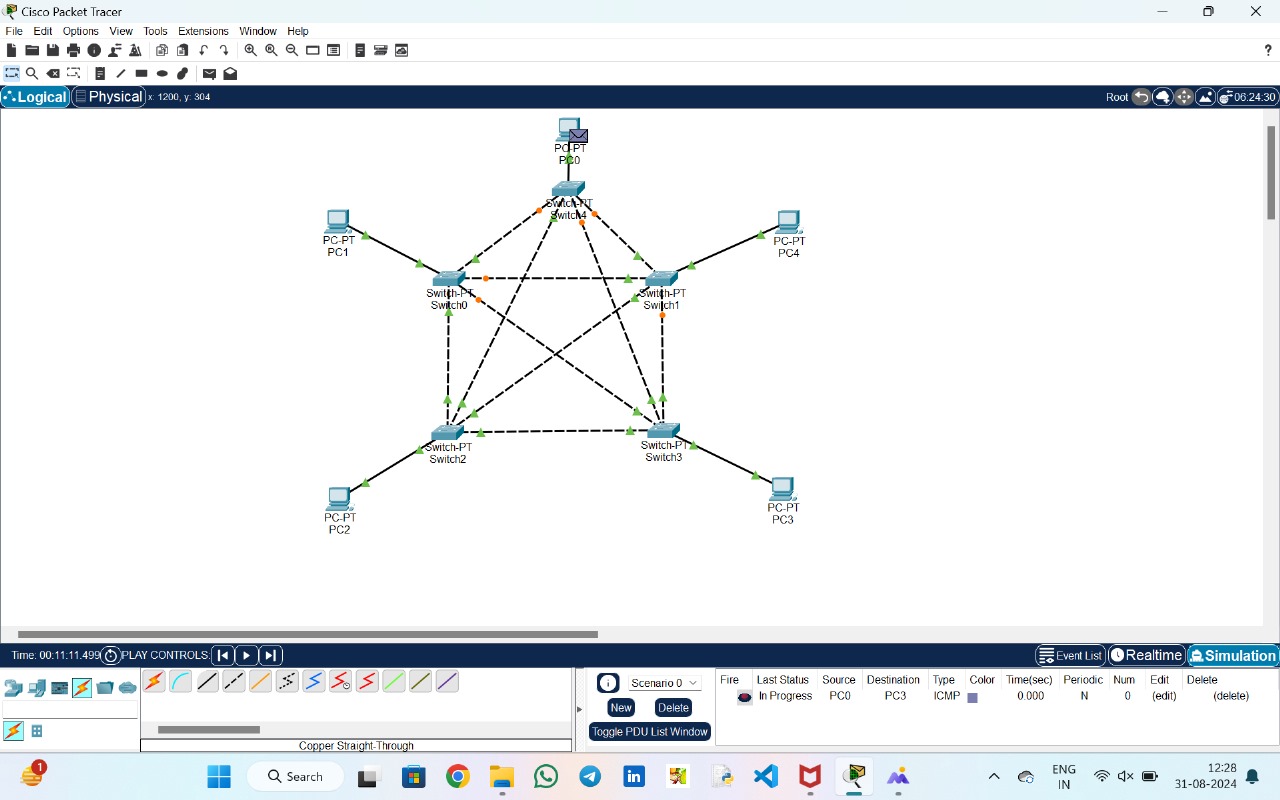 Cisco Packet Tracer
File Edit Options View Tools Extensions Window Help
?
Logical Physical x: 1200, y: 304 Root 06:24:30
PC-PT
PC0
Switch-PT
Switch4
PC-PT
PC1
PC-PT
PC4
Switch-PT
Switch0
Switch-PT
Switch1
Switch-PT
Switch2
Switch-PT
Switch3
PC-PT
PC2
PC-PT
PC3
Time: 00:11:11.499 PLAY CONTROLS: Event List Realtime Simulation
Scenario 0
New Delete
Toggle PDU List Window
Fire Last Status Source Destination Type Color Time(sec) Periodic Num Edit Delete
In Progress PC0 PC3 ICMP 0.000 N 0 (edit) (delete)
Copper Straight-Through
1
Search
in
ENG
IN
12:28
31-08-2024